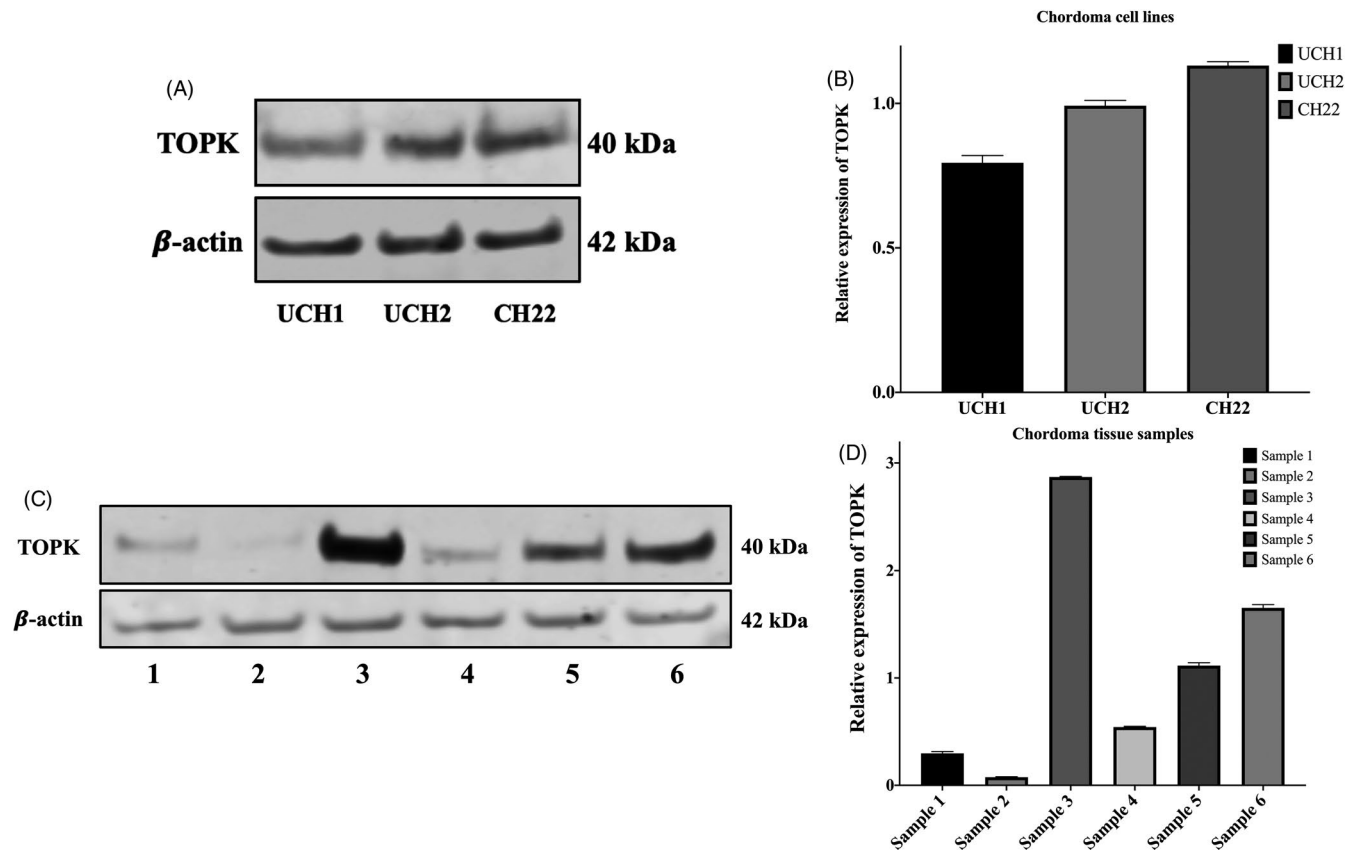 (A)
TOPK
40 kDa
β-actin
42 kDa
UCH1 UCH2 CH22
Chordoma cell lines
(B)
UCH1
UCH2
CH22
Relative expression of TOPK
1.0
0.5
0.0
UCH1 UCH2 CH22
(C)
TOPK
40 kDa
β-actin
42 kDa
1 2 3 4 5 6
Chordoma tissue samples
(D)
Sample 1
Sample 2
Sample 3
Sample 4
Sample 5
Sample 6
Relative expression of TOPK
3
2
1
0
Sample 1
Sample 2
Sample 3
Sample 4
Sample 5
Sample 6